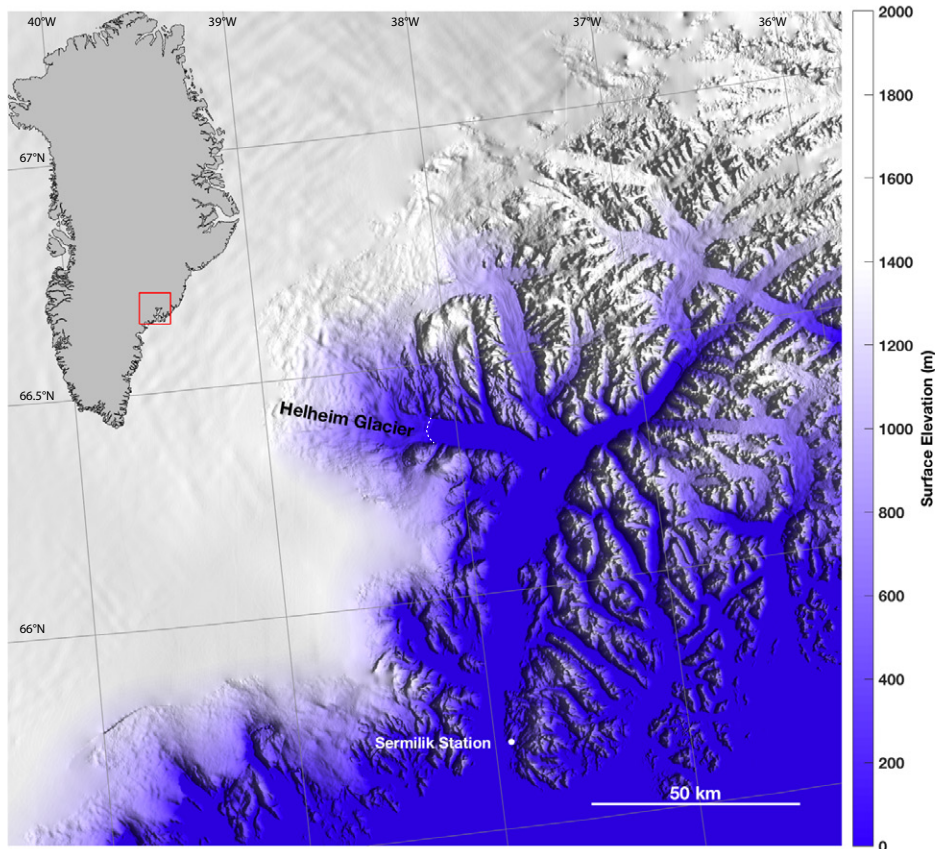 40°W
39°W
38°W
37°W
36°W
67°N
66.5°N
66°N
Helheim Glacier
Sermilik Station
50 km
2000
1800
1600
1400
1200
1000
800
600
400
200
0
Surface Elevation (m)